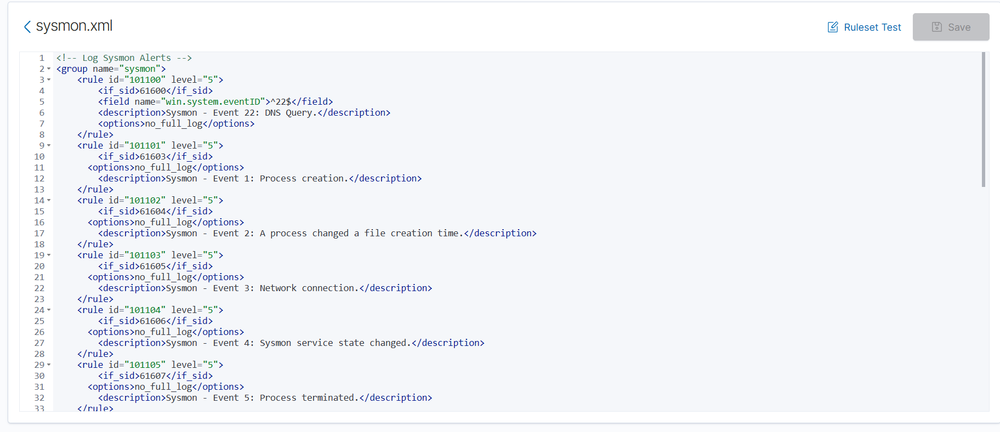 sysmon.xml
Ruleset Test
Save
1 <!-- Log Sysmon Alerts -->
2 <group name="sysmon">
3 <rule id="101100" level="5">
4 <if_sid>61600</if_sid>
5 <field name="win.system.eventID">^22$</field>
6 <description>Sysmon - Event 22: DNS Query.</description>
7 <options>no_full_log</options>
8 </rule>
9 <rule id="101101" level="5">
10 <if_sid>61603</if_sid>
11 <options>no_full_log</options>
12 <description>Sysmon - Event 1: Process creation.</description>
13 </rule>
14 <rule id="101102" level="5">
15 <if_sid>61604</if_sid>
16 <options>no_full_log</options>
17 <description>Sysmon - Event 2: A process changed a file creation time.</description>
18 </rule>
19 <rule id="101103" level="5">
20 <if_sid>61605</if_sid>
21 <options>no_full_log</options>
22 <description>Sysmon - Event 3: Network connection.</description>
23 </rule>
24 <rule id="101104" level="5">
25 <if_sid>61606</if_sid>
26 <options>no_full_log</options>
27 <description>Sysmon - Event 4: Sysmon service state changed.</description>
28 </rule>
29 <rule id="101105" level="5">
30 <if_sid>61607</if_sid>
31 <options>no_full_log</options>
32 <description>Sysmon - Event 5: Process terminated.</description>
33 </rule>